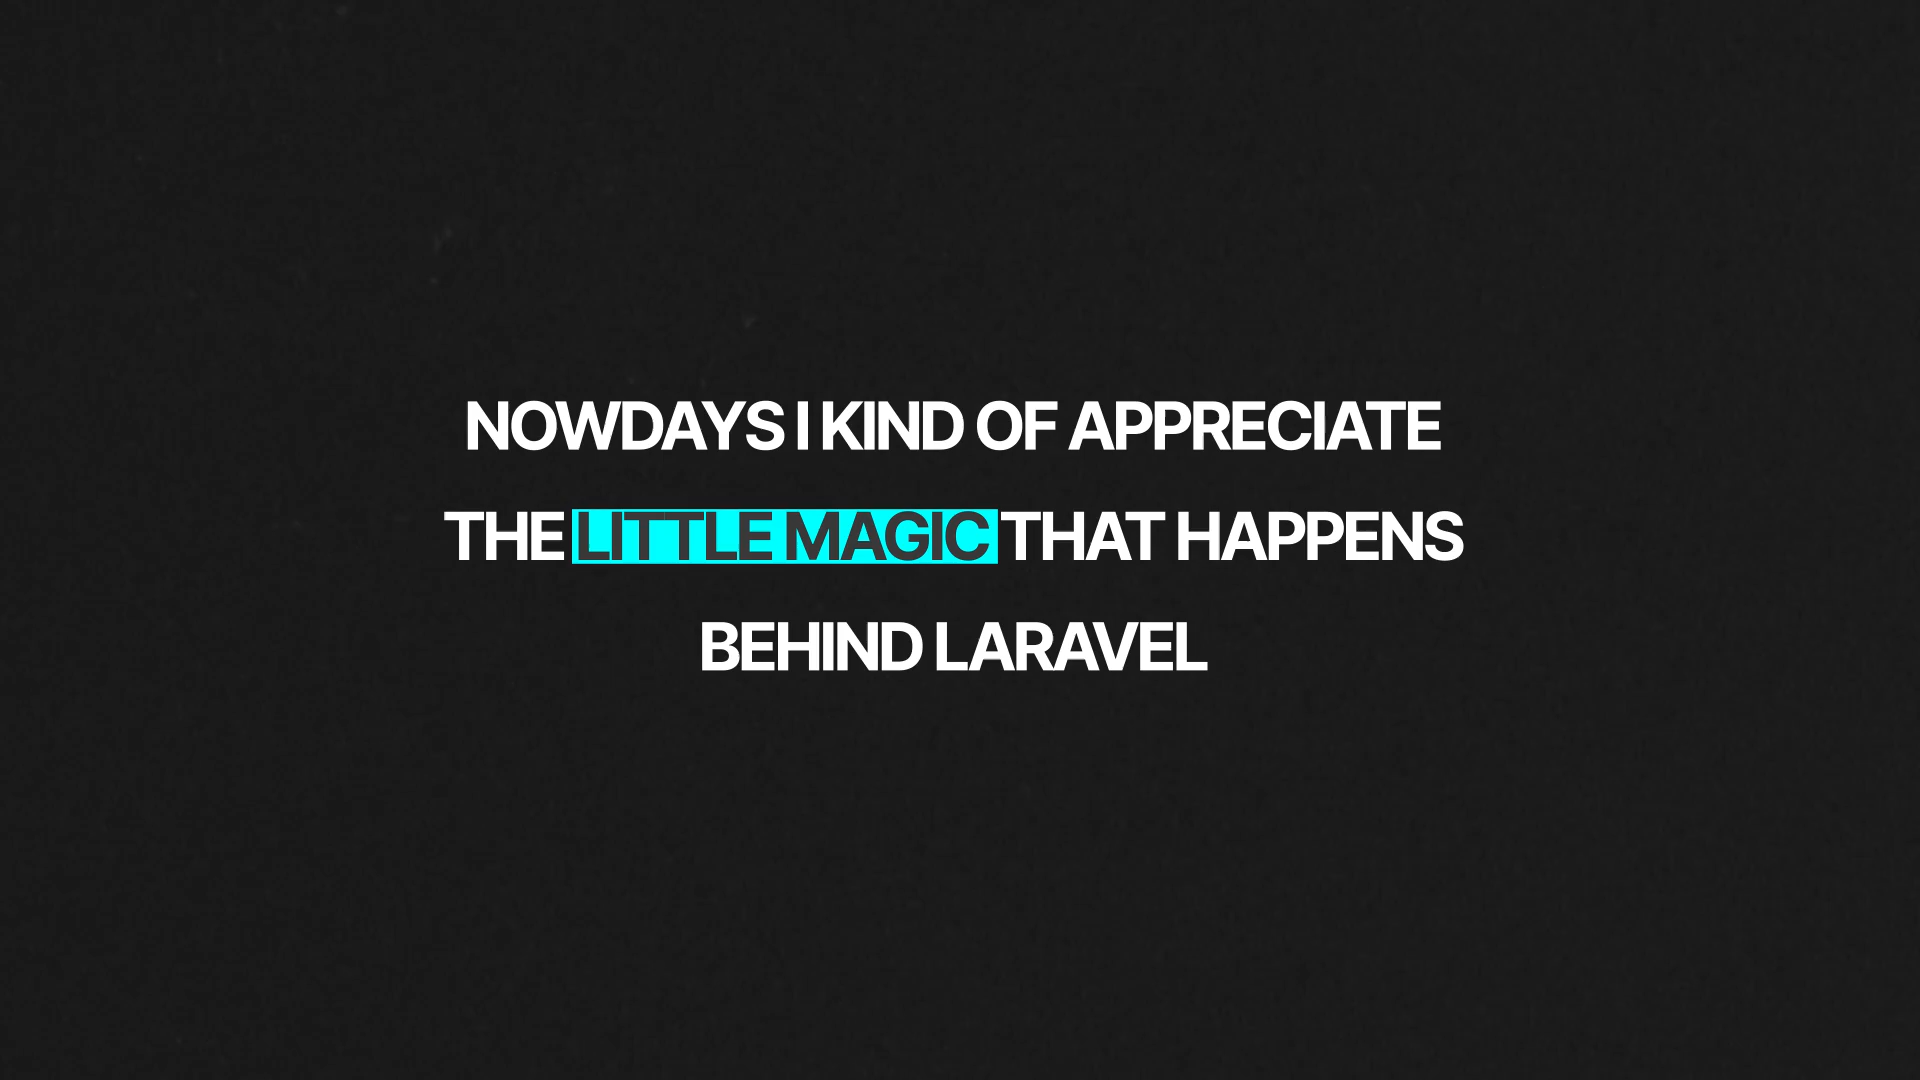 NOWDAYS I KIND OF APPRECIATE
THE LITTLE MAGIC THAT HAPPENS
BEHIND LARAVEL